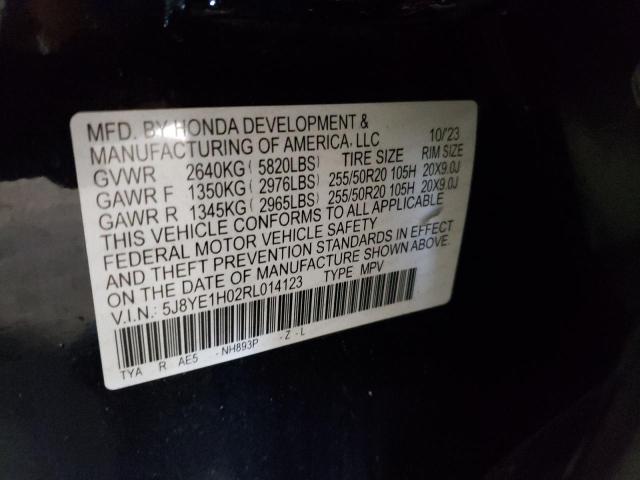 MFD. BY HONDA DEVELOPMENT &
MANUFACTURING OF AMERICA, LLC 10/'23
GVWR 2640KG ( 5820LBS) TIRE SIZE RIM SIZE
GAWR F 1350KG ( 2976LBS) 255/50R20 105H 20X9.0J
GAWR R 1345KG ( 2965LBS) 255/50R20 105H 20X9.0J
THIS VEHICLE CONFORMS TO ALL APPLICABLE
FEDERAL MOTOR VEHICLE SAFETY
AND THEFT PREVENTION STANDARDS IN EFFECT
ON THE DATE OF MANUFACTURE SHOWN ABOVE.
V.I.N.: 5J8YE1H02RL014123 TYPE MPV
TYA R AE5 - NH893P - Z - L